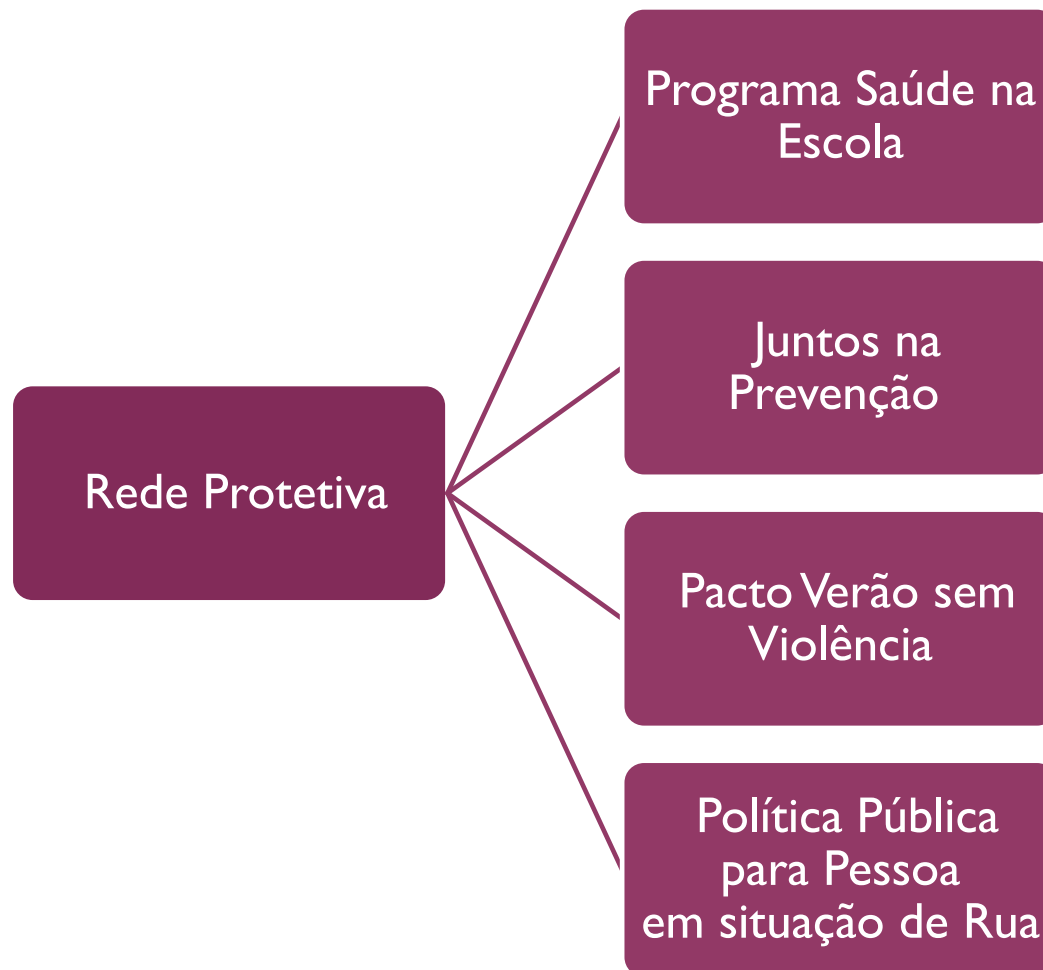 Programa Saúde na
Escola
Juntos na
Prevenção
Rede Protetiva
Pacto Verão sem
Violência
Política Pública
para Pessoa
em situação de Rua